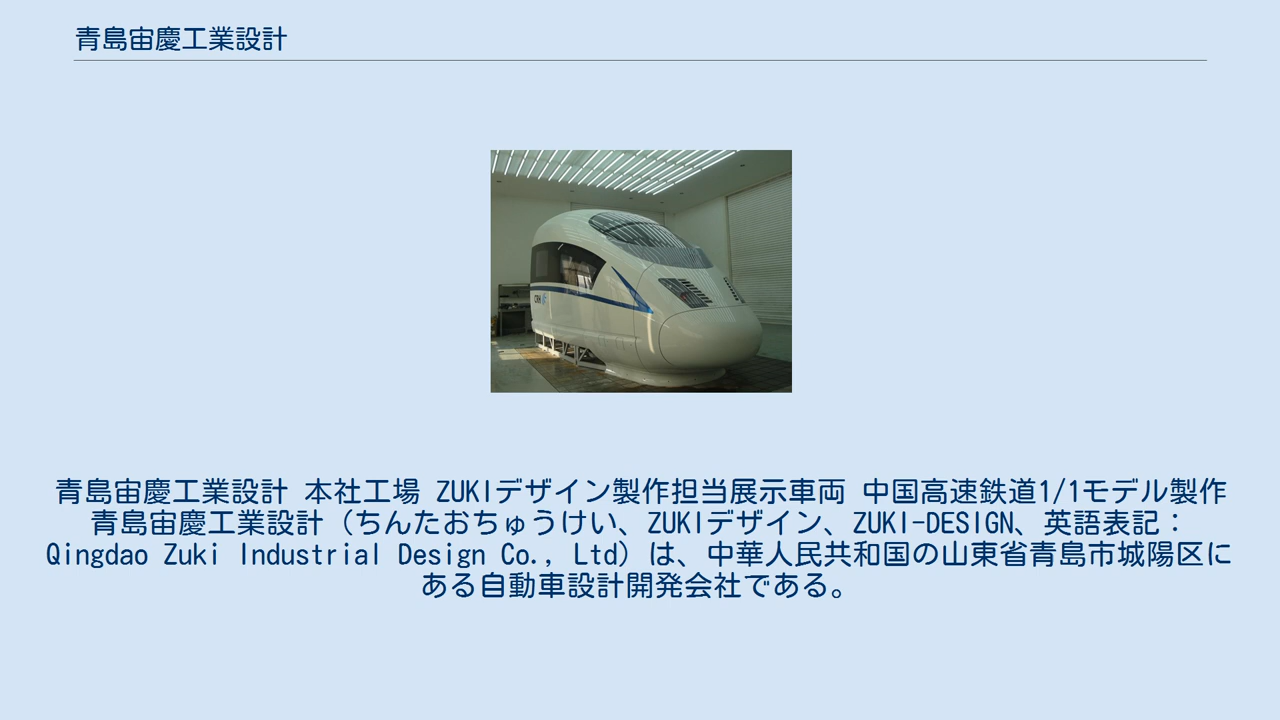 青島宙慶工業設計
CRH
青島宙慶工業設計 本社工場 ZUKIデザイン製作担当展示車両 中国高速鉄道1/1モデル製作
青島宙慶工業設計（ちんたおちゅうけい、ZUKIデザイン、ZUKI-DESIGN、英語表記：
Qingdao Zuki Industrial Design Co., Ltd）は、中華人民共和国の山東省青島市城陽区に
ある自動車設計開発会社である。